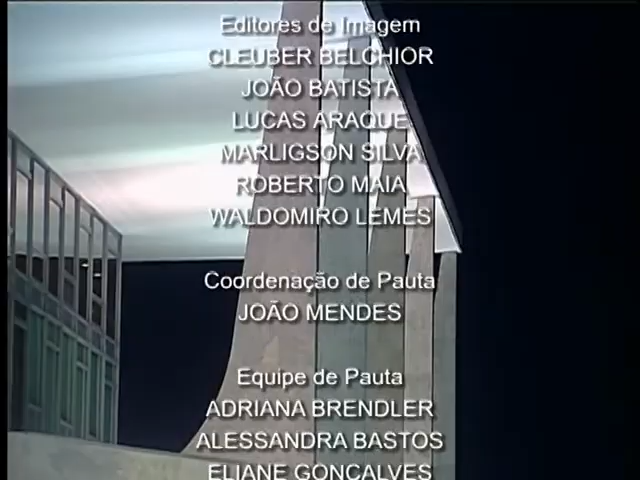 Editores de Imagem
CLEUBER BELCHIOR
JOÃO BATISTA
LUCAS ARAQUE
MARLIGSON SILVA
ROBERTO MAIA
WALDOMIRO LEMES
Coordenação de Pauta
JOÃO MENDES
Equipe de Pauta
ADRIANA BRENDLER
ALESSANDRA BASTOS
ELIANE GONÇALVES